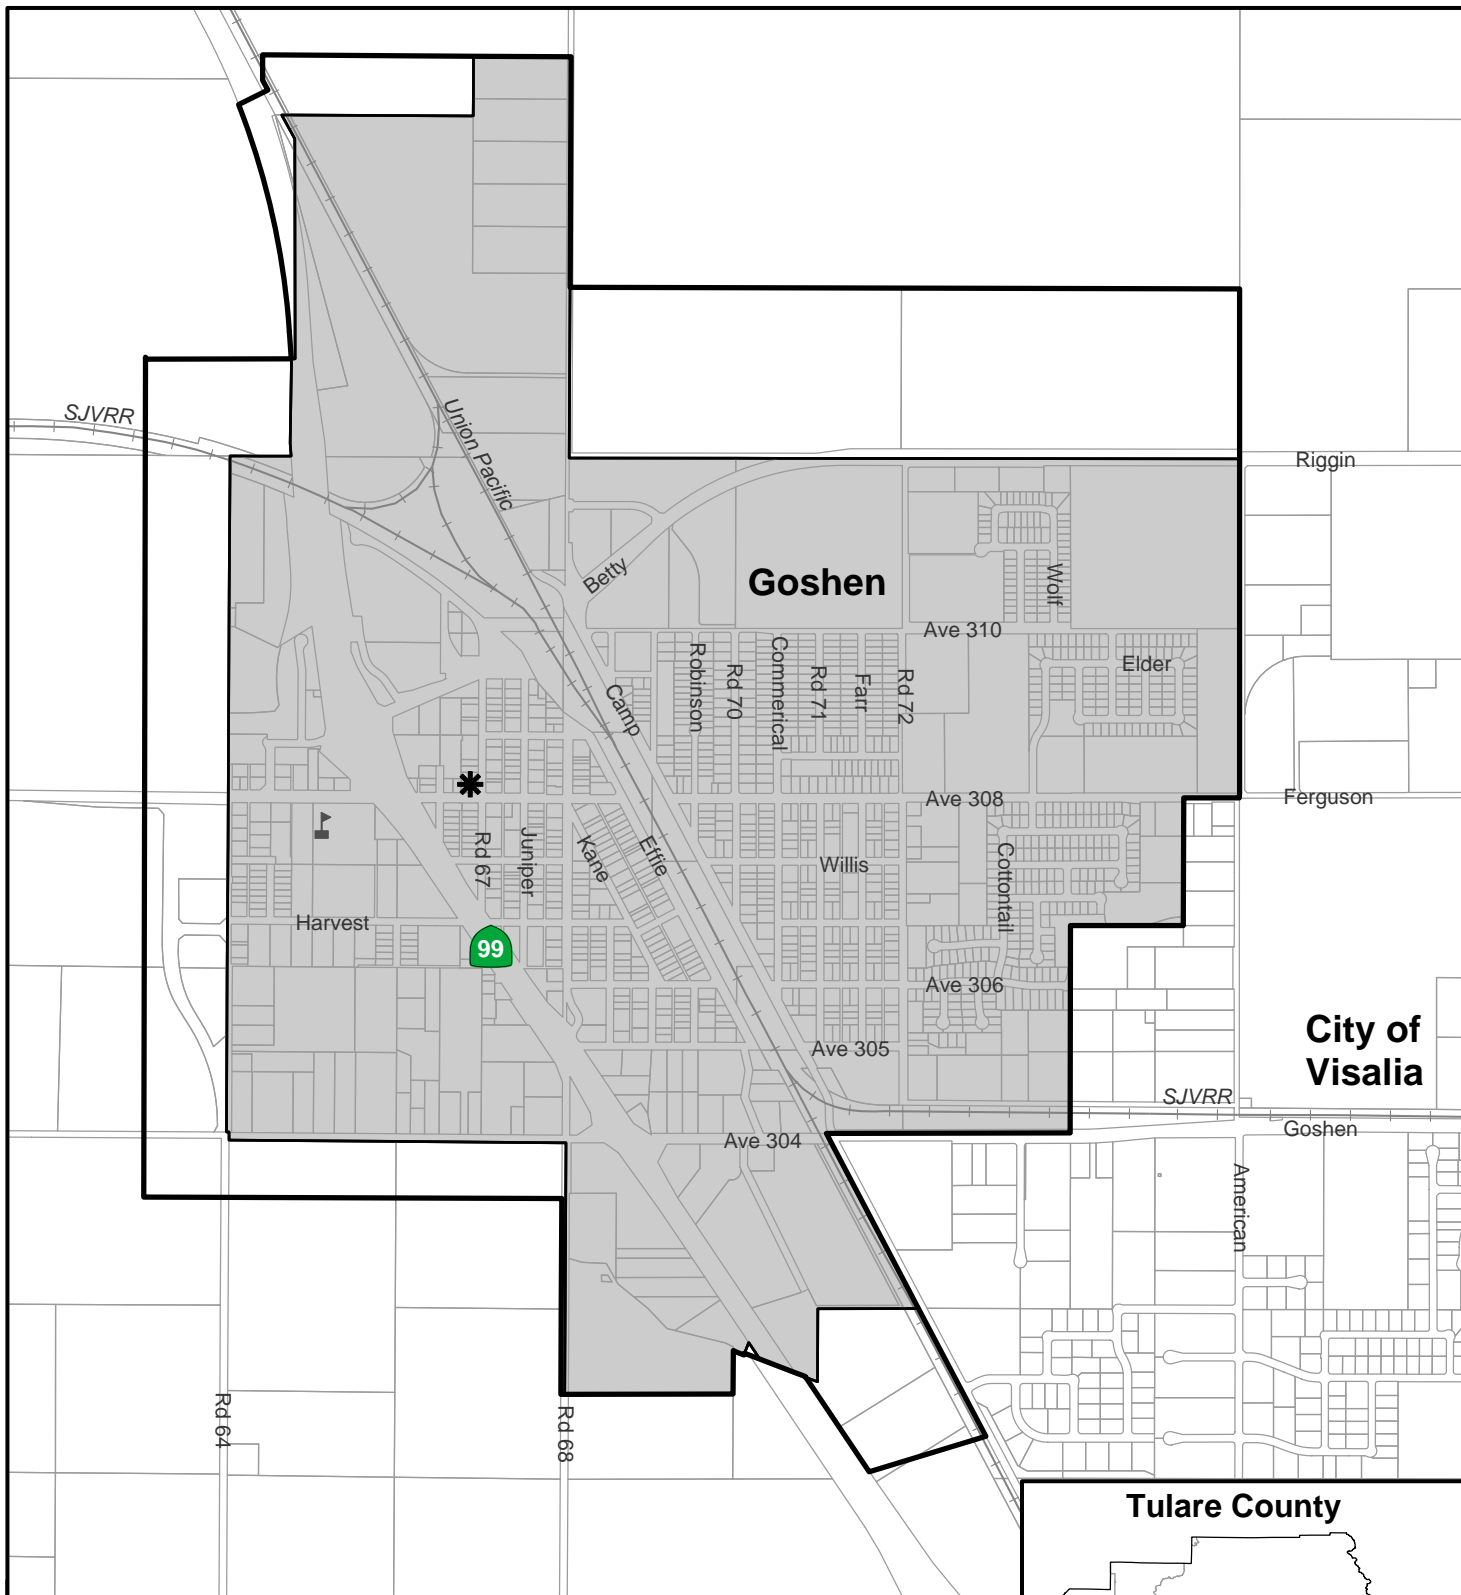 SJVRR
Union Pacific
Riggin
Betty
Goshen
Wolf
Ave 310
Elder
Robinson
Rd 70
Commerical
Rd 71
Farr
Rd 72
Camp
Ave 308
Ferguson
Rd 67
Juniper
Kane
Effie
Willis
Cottontail
Harvest
99
Ave 306
City of
Visalia
Ave 305
SJVRR
Goshen
Ave 304
American
Rd 64
Rd 68
Tulare County